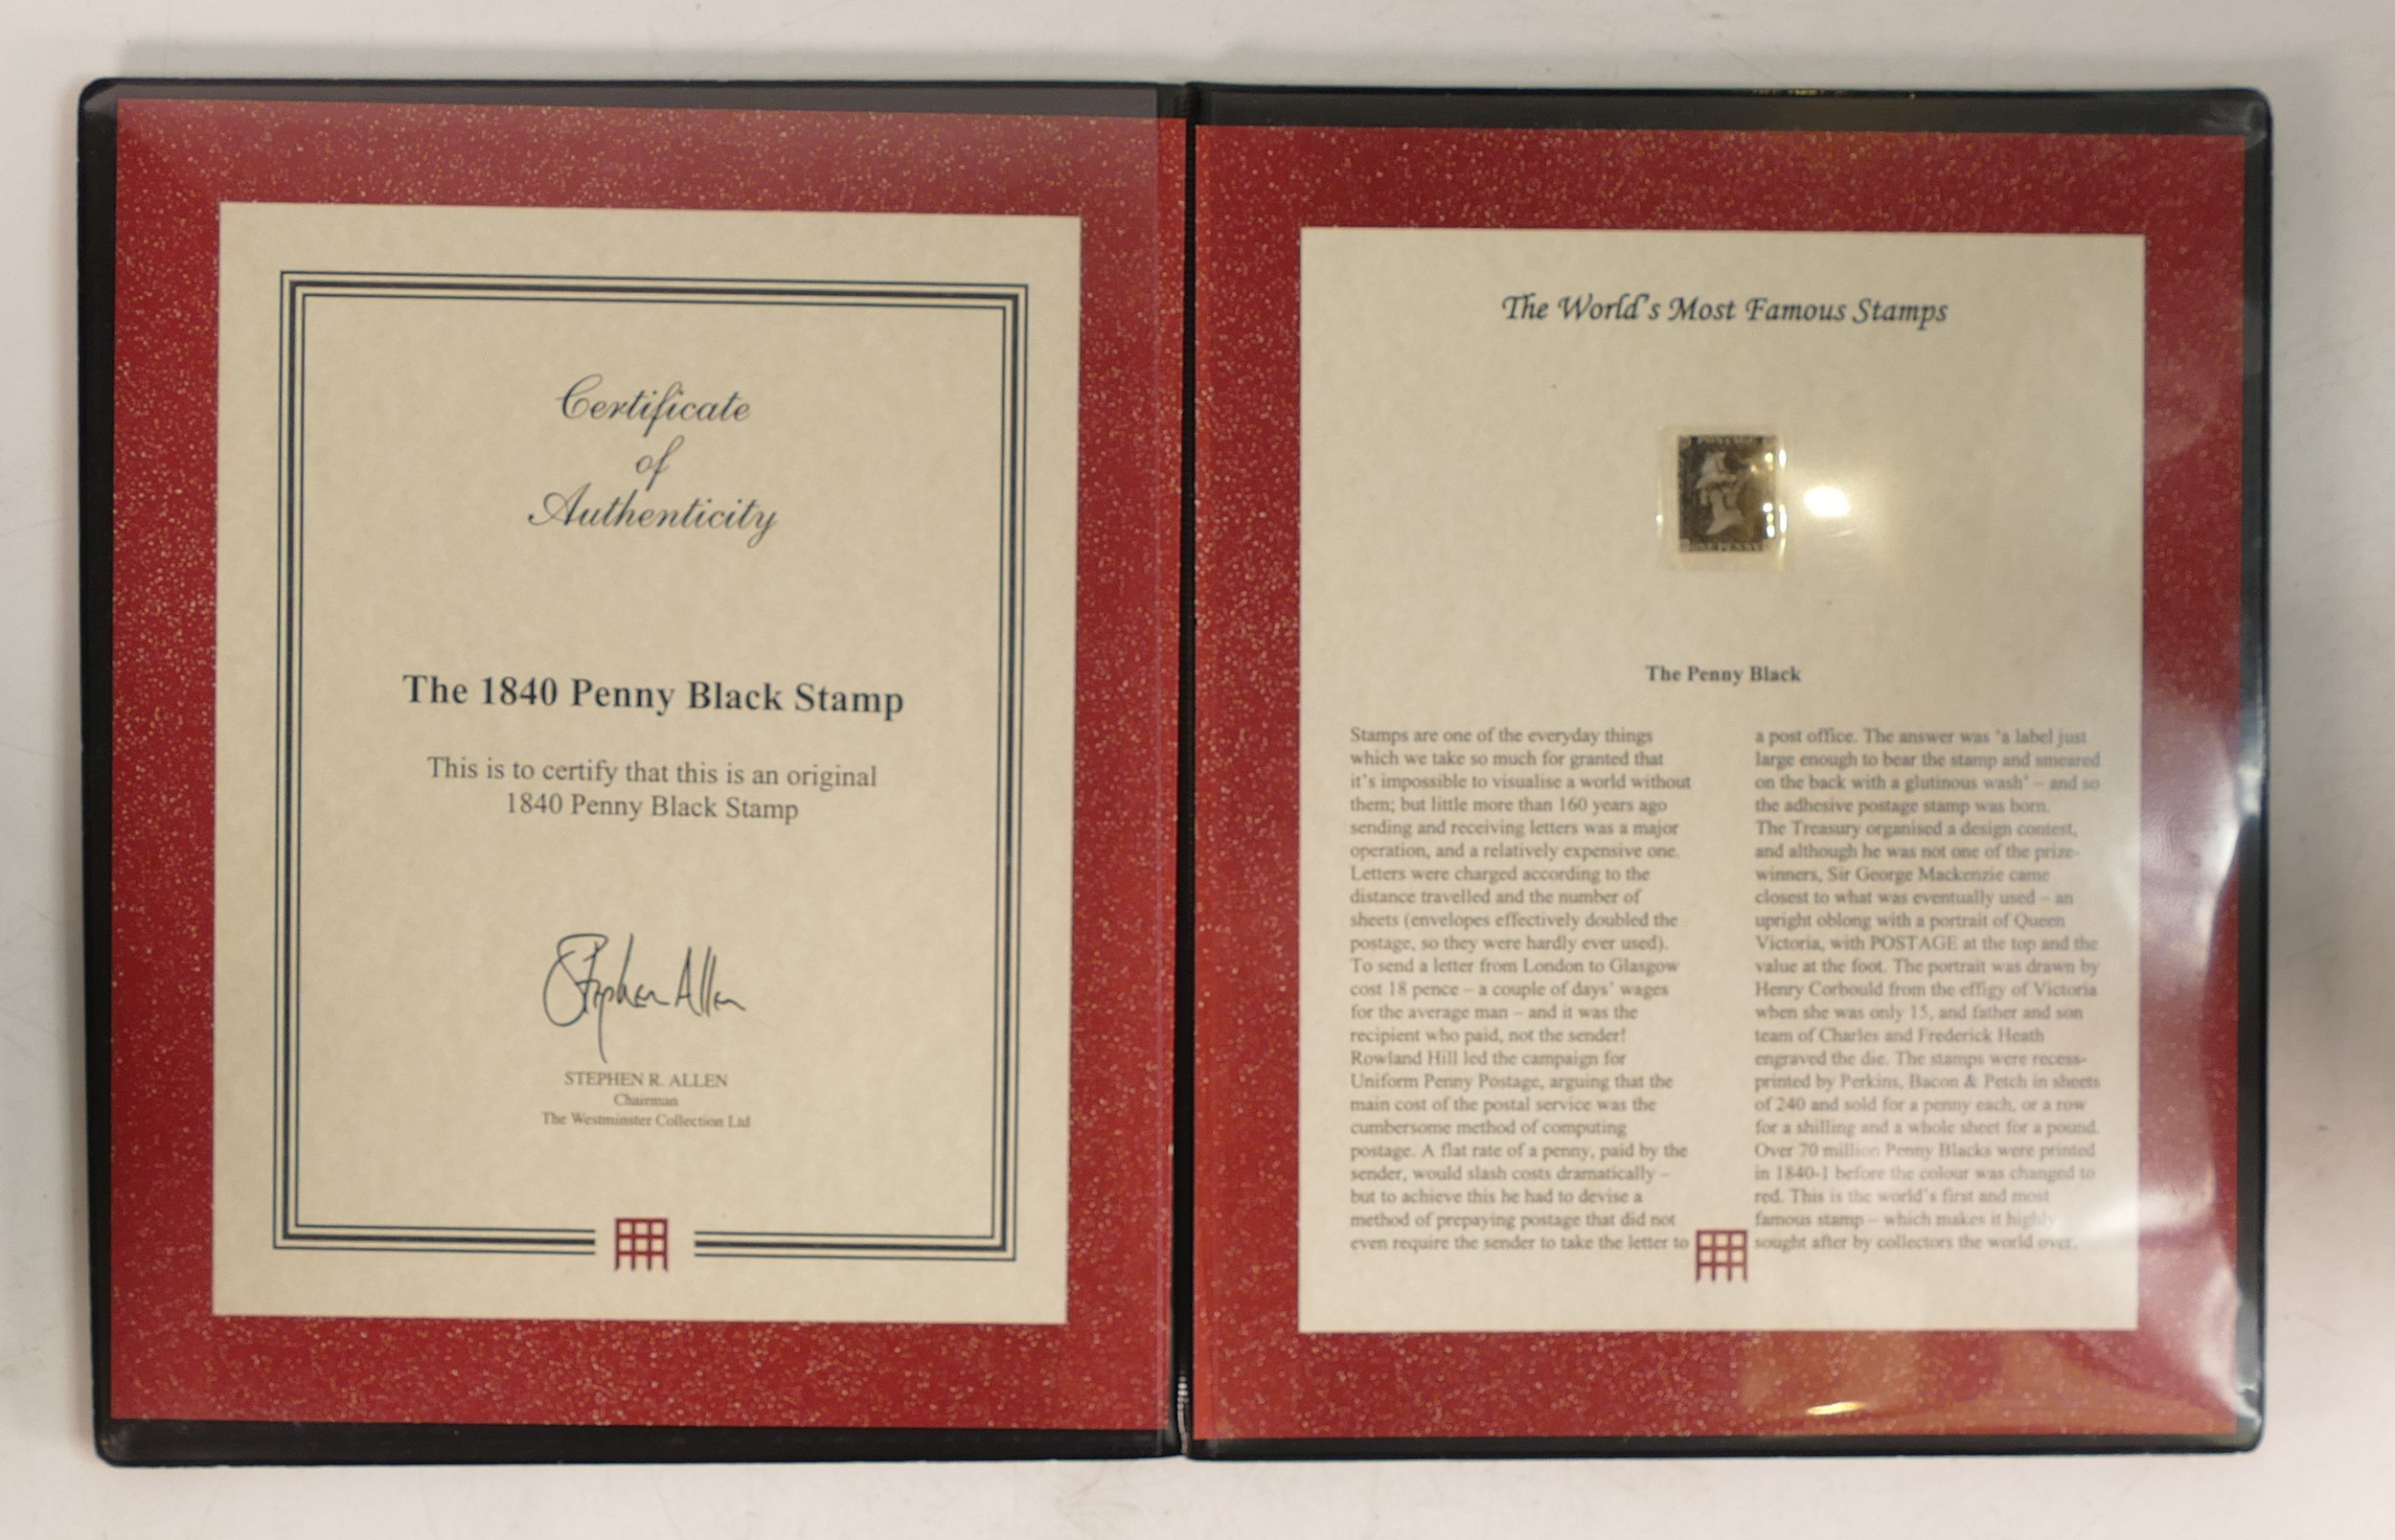 Certificate
of
Authenticity
The 1840 Penny Black Stamp
This is to certify that this is an original
1840 Penny Black Stamp
Stephen Allen
STEPHEN R. ALLEN
Chairman
The Westminster Collection Ltd
The World's Most Famous Stamps
POSTAGE
ONE PENNY
The Penny Black
Stamps are one of the everyday things
which we take so much for granted that
it's impossible to visualise a world without
them; but little more than 160 years ago
sending and receiving letters was a major
operation, and a relatively expensive one.
Letters were charged according to the
distance travelled and the number of
sheets (envelopes effectively doubled the
postage, so they were hardly ever used).
To send a letter from London to Glasgow
cost 18 pence – a couple of days' wages
for the average man – and it was the
recipient who paid, not the sender!
Rowland Hill led the campaign for
Uniform Penny Postage, arguing that the
main cost of the postal service was the
cumbersome method of computing
postage. A flat rate of a penny, paid by the
sender, would slash costs dramatically –
but to achieve this he had to devise a
method of prepaying postage that did not
even require the sender to take the letter to
a post office. The answer was 'a label just
large enough to bear the stamp and smeared
on the back with a glutinous wash' – and so
the adhesive postage stamp was born.
The Treasury organised a design contest,
and although he was not one of the prize-
winners, Sir George Mackenzie came
closest to what was eventually used – an
upright oblong with a portrait of Queen
Victoria, with POSTAGE at the top and the
value at the foot. The portrait was drawn by
Henry Corbould from the effigy of Victoria
when she was only 15, and father and son
team of Charles and Frederick Heath
engraved the die. The stamps were recess-
printed by Perkins, Bacon & Petch in sheets
of 240 and sold for a penny each, or a row
for a shilling and a whole sheet for a pound.
Over 70 million Penny Blacks were printed
in 1840-1 before the colour was changed to
red. This is the world's first and most
famous stamp – which makes it highly
sought after by collectors the world over.